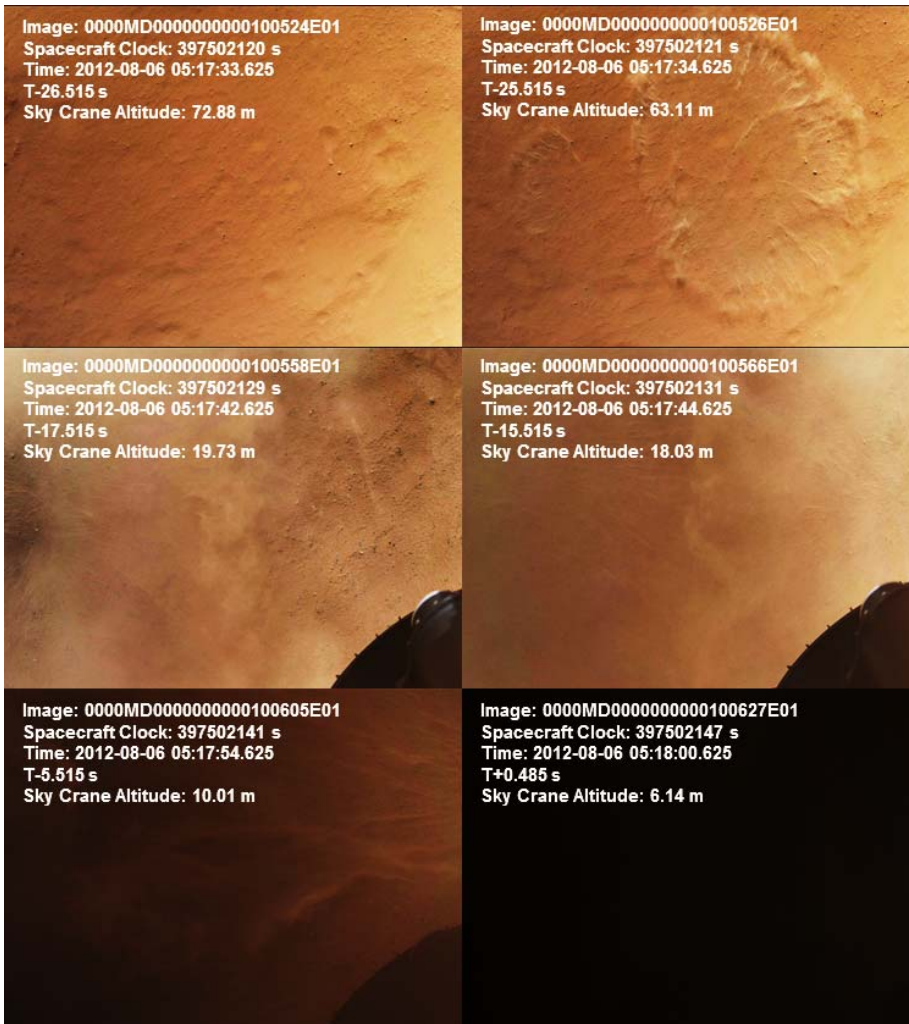 Image: 0000MD0000000000100524E01
Spacecraft Clock: 397502120 s
Time: 2012-08-06 05:17:33.625
T-26.515 s
Sky Crane Altitude: 72.88 m
Image: 0000MD0000000000100526E01
Spacecraft Clock: 397502121 s
Time: 2012-08-06 05:17:34.625
T-25.515 s
Sky Crane Altitude: 63.11 m
Image: 0000MD0000000000100558E01
Spacecraft Clock: 397502129 s
Time: 2012-08-06 05:17:42.625
T-17.515 s
Sky Crane Altitude: 19.73 m
Image: 0000MD0000000000100566E01
Spacecraft Clock: 397502131 s
Time: 2012-08-06 05:17:44.625
T-15.515 s
Sky Crane Altitude: 18.03 m
Image: 0000MD0000000000100605E01
Spacecraft Clock: 397502141 s
Time: 2012-08-06 05:17:54.625
T-5.515 s
Sky Crane Altitude: 10.01 m
Image: 0000MD0000000000100627E01
Spacecraft Clock: 397502147 s
Time: 2012-08-06 05:18:00.625
T+0.485 s
Sky Crane Altitude: 6.14 m